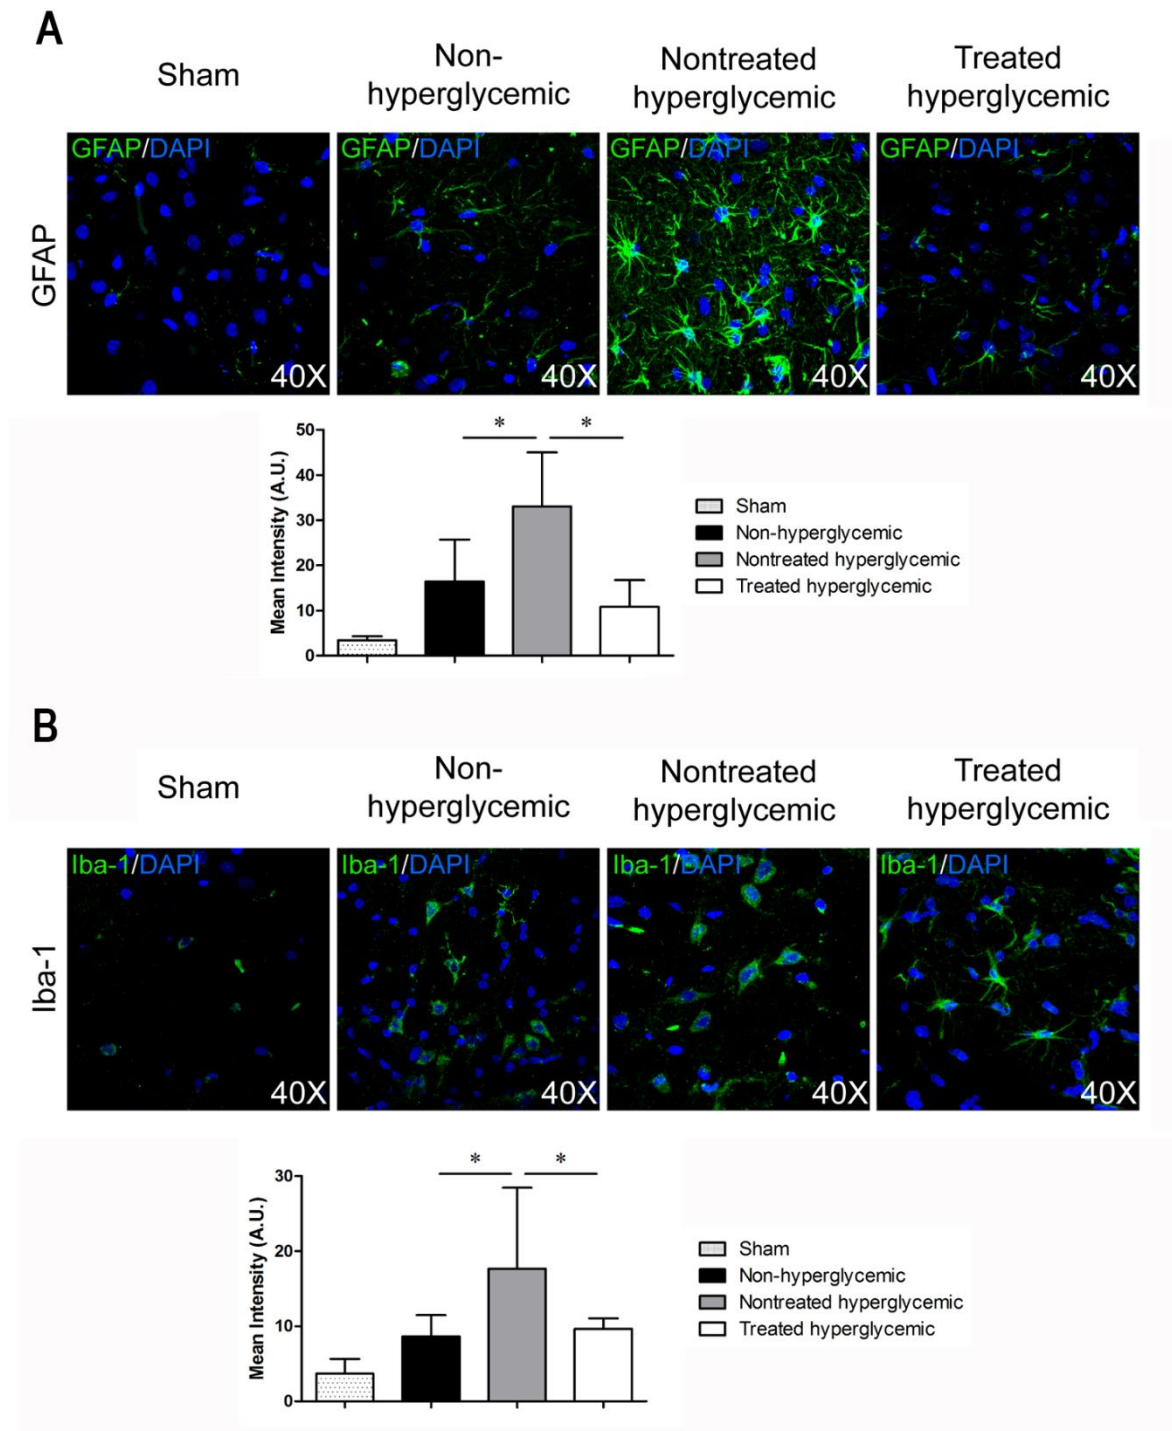 A
Sham
Non-
hyperglycemic
Nontreated
hyperglycemic
Treated
hyperglycemic
GFAP
GFAP/DAPI
GFAP/DAPI
GFAP/DAPI
GFAP/DAPI
40X
40X
40X
40X
Mean Intensity (A.U.)
50
40
30
20
10
0
*
*
Sham
Non-hyperglycemic
Nontreated hyperglycemic
Treated hyperglycemic
B
Sham
Non-
hyperglycemic
Nontreated
hyperglycemic
Treated
hyperglycemic
Iba-1
Iba-1/DAPI
Iba-1/DAPI
Iba-1/DAPI
Iba-1/DAPI
40X
40X
40X
40X
Mean Intensity (A.U.)
30
20
10
0
*
*
Sham
Non-hyperglycemic
Nontreated hyperglycemic
Treated hyperglycemic